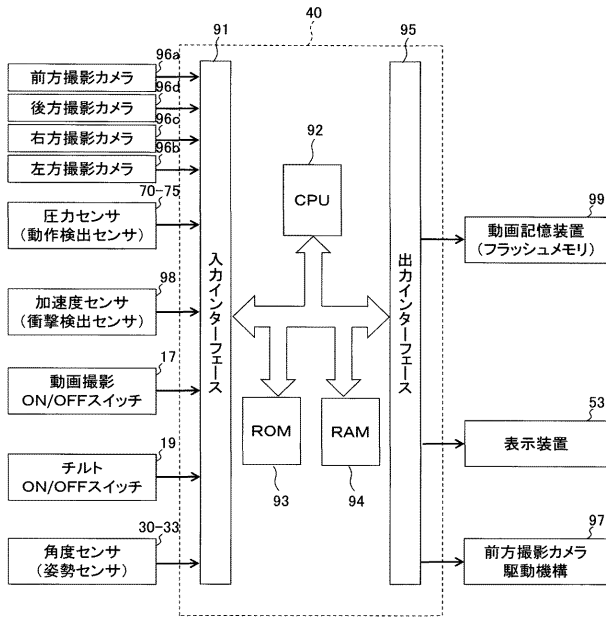 40
91
95
96a
前方撮影カメラ
96d
後方撮影カメラ
96c
右方撮影カメラ
96b
左方撮影カメラ
70-75
圧力センサ
(動作検出センサ)
98
加速度センサ
(衝撃検出センサ)
17
動画撮影
ON/OFFスイッチ
19
チルト
ON/OFFスイッチ
30-33
角度センサ
(姿勢センサ)
入力インターフェース
92
CPU
ROM
93
RAM
94
出力インターフェース
99
動画記憶装置
(フラッシュメモリ)
53
表示装置
97
前方撮影カメラ
駆動機構